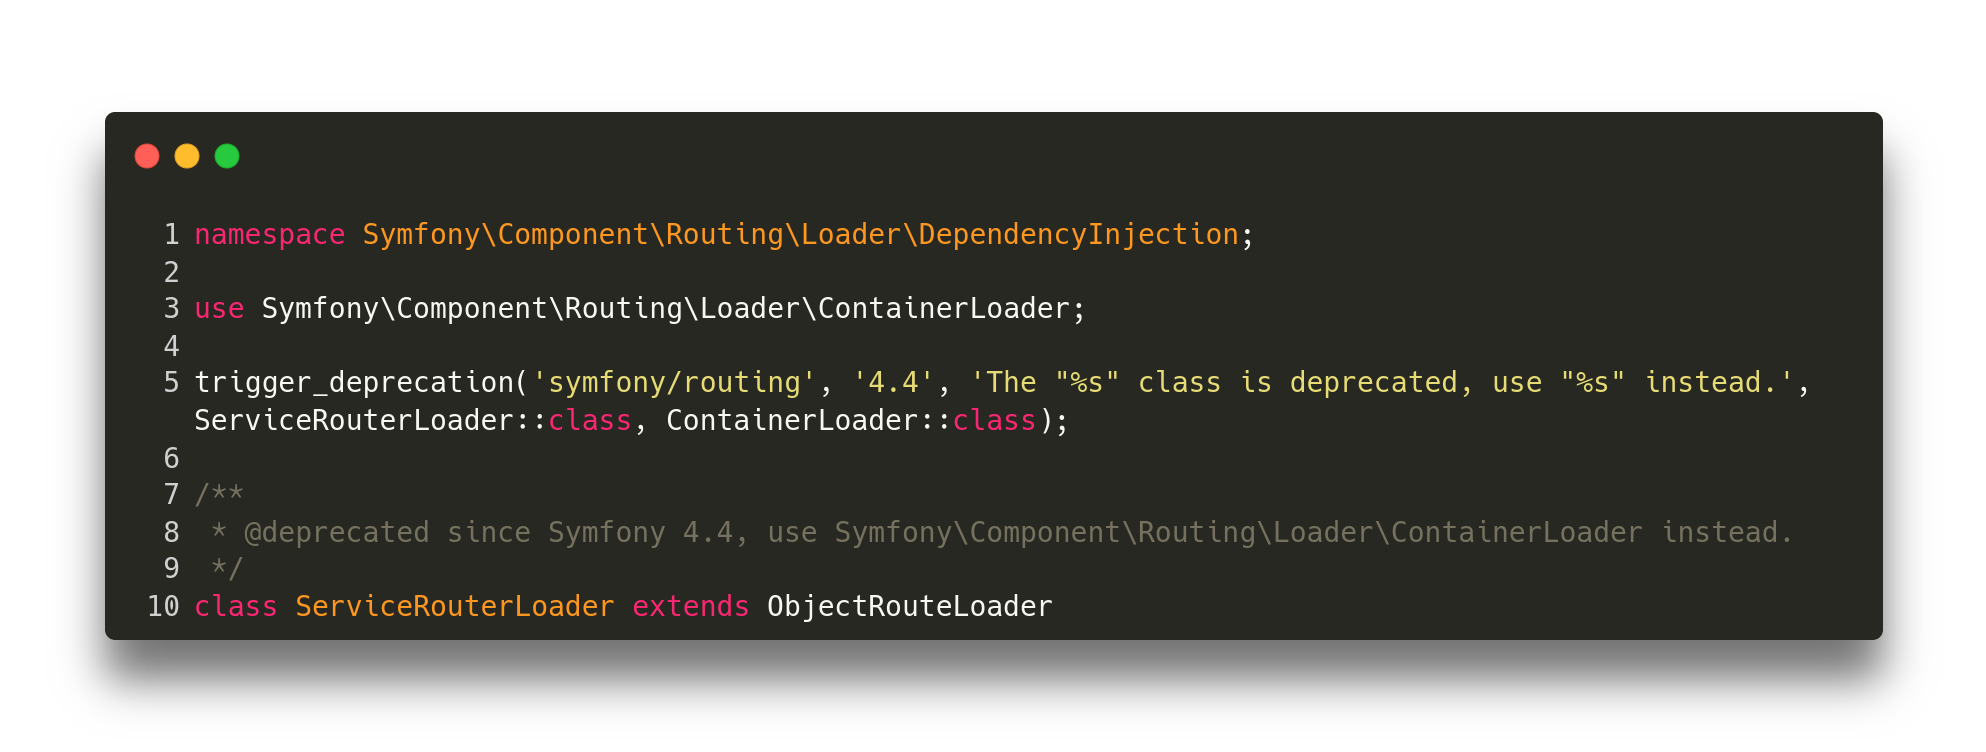 1 namespace Symfony\Component\Routing\Loader\DependencyInjection;
2
3 use Symfony\Component\Routing\Loader\ContainerLoader;
4
5 trigger_deprecation('symfony/routing', '4.4', 'The "%s" class is deprecated, use "%s" instead.',
ServiceRouterLoader::class, ContainerLoader::class);
6
7 /**
8  * @deprecated since Symfony 4.4, use Symfony\Component\Routing\Loader\ContainerLoader instead.
9  */
10 class ServiceRouterLoader extends ObjectRouteLoader